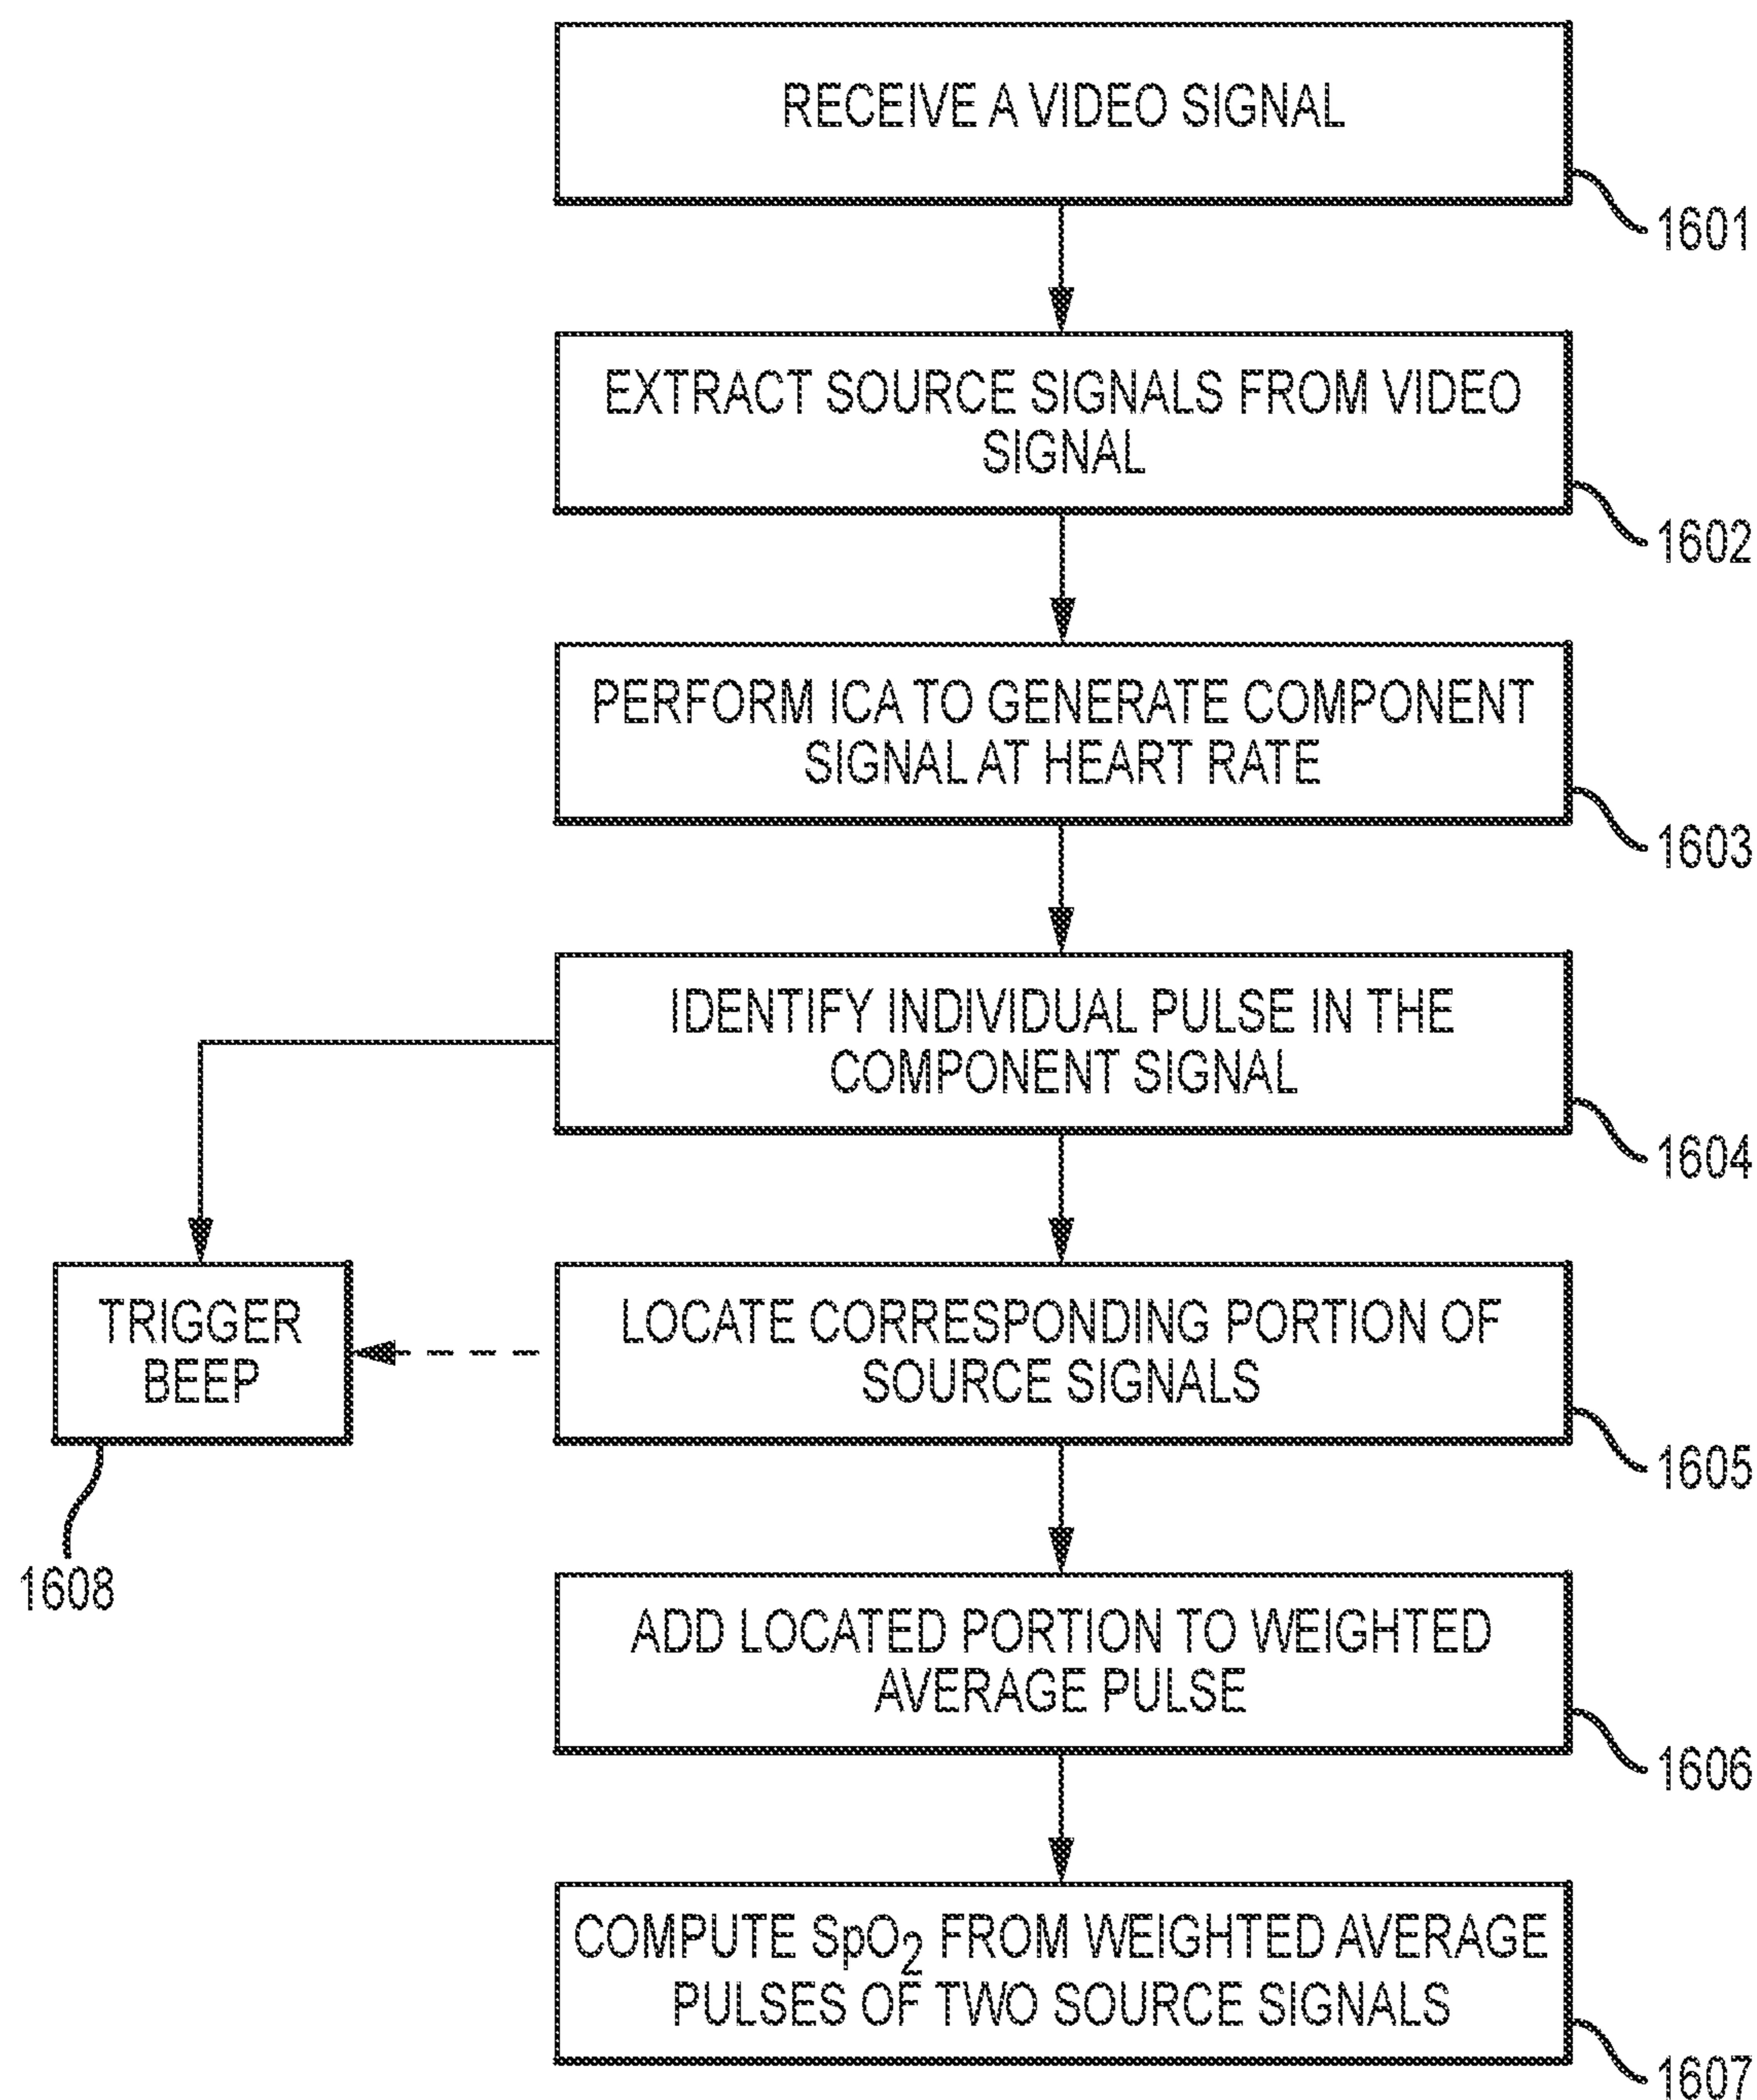 RECEIVE A VIDEO SIGNAL
1601
EXTRACT SOURCE SIGNALS FROM VIDEO
SIGNAL
1602
PERFORM ICA TO GENERATE COMPONENT
SIGNAL AT HEART RATE
1603
IDENTIFY INDIVIDUAL PULSE IN THE
COMPONENT SIGNAL
1604
TRIGGER
BEEP
1608
LOCATE CORRESPONDING PORTION OF
SOURCE SIGNALS
1605
ADD LOCATED PORTION TO WEIGHTED
AVERAGE PULSE
1606
COMPUTE SpO2 FROM WEIGHTED AVERAGE
PULSES OF TWO SOURCE SIGNALS
1607